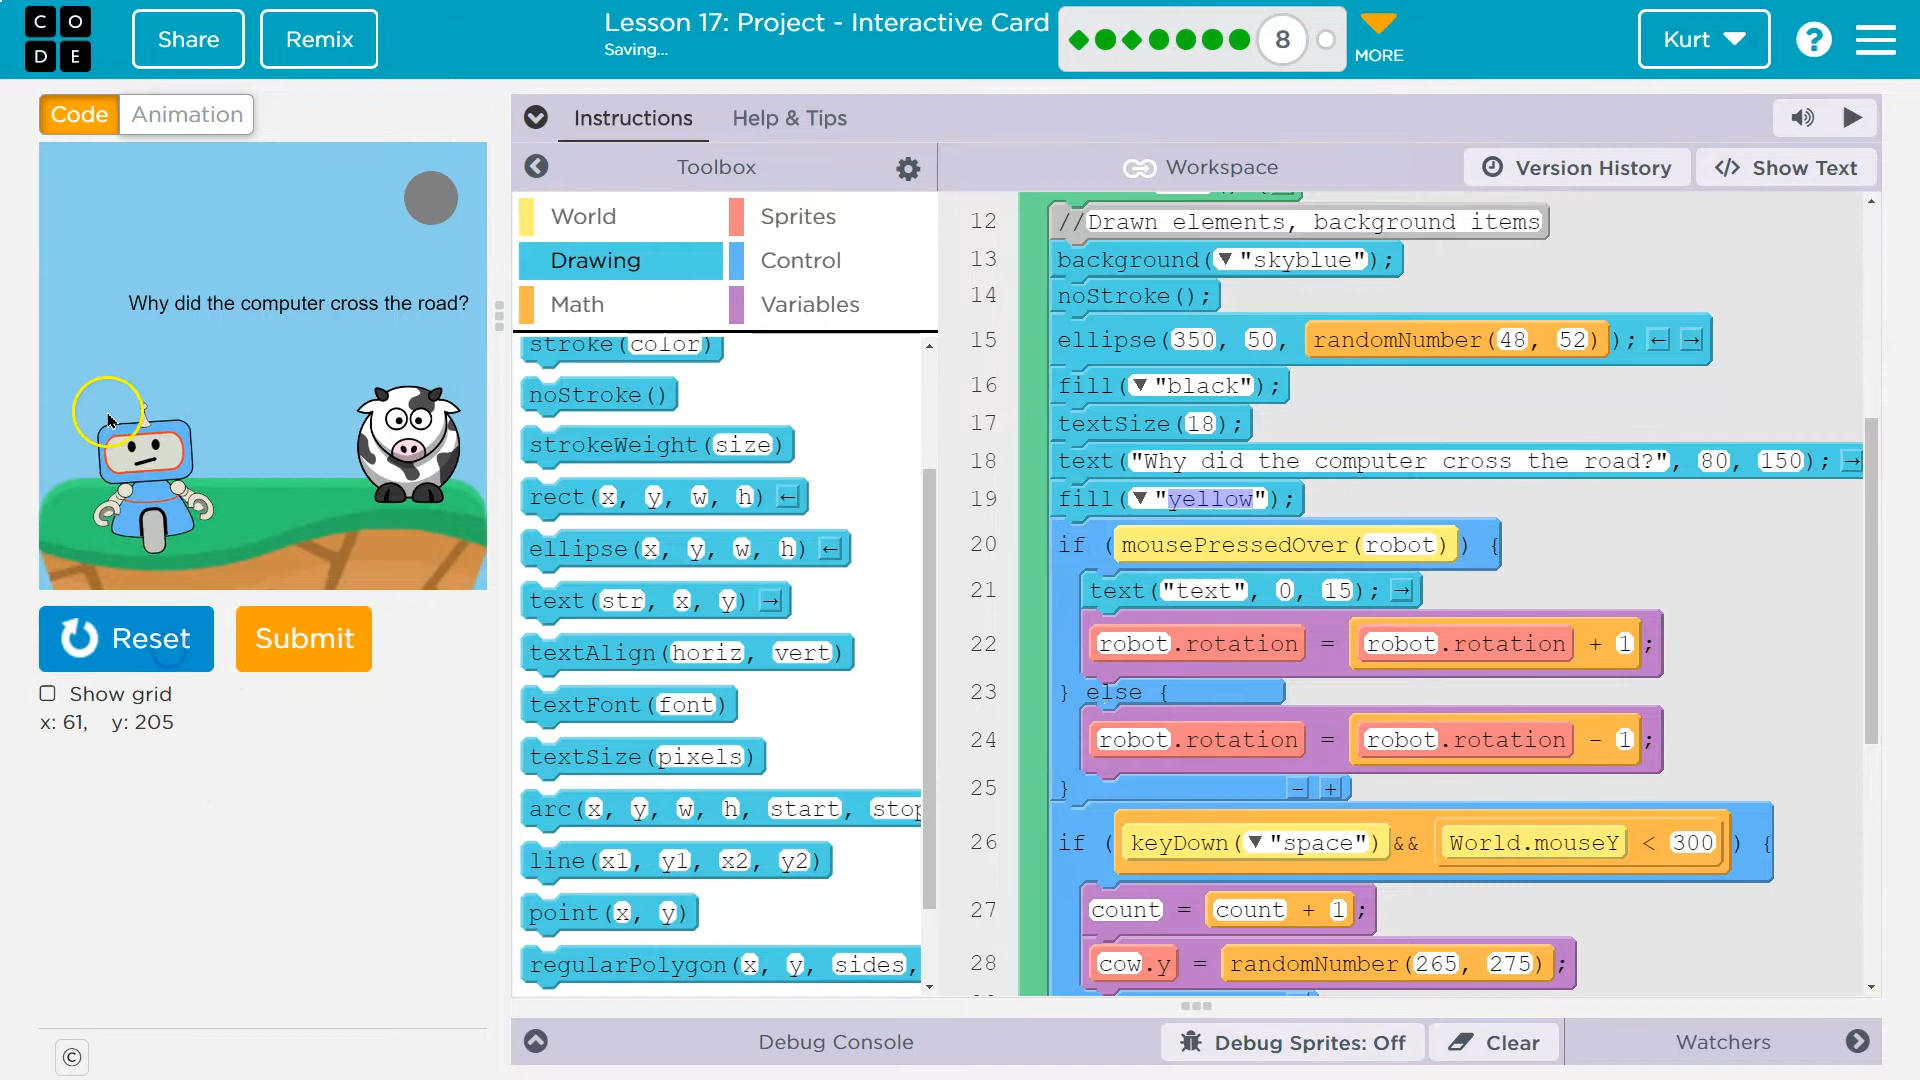 CO
DE
Share
Remix
Lesson 17: Project - Interactive Card
Saving...
8
MORE
Kurt
?
Code
Animation
Why did the computer cross the road?
Reset
Submit
Show grid
x: 61, y: 205
©
Instructions
Help & Tips
Toolbox
World
Sprites
Drawing
Control
Math
Variables
stroke(color)
noStroke()
strokeWeight(size)
rect(x, y, w, h)
ellipse(x, y, w, h)
text(str, x, y)
textAlign(horiz, vert)
textFont(font)
textSize(pixels)
arc(x, y, w, h, start, stop
line(x1, y1, x2, y2)
point(x, y)
regularPolygon(x, y, sides,
Workspace
Version History
</> Show Text
12 //Drawn elements, background items
13 background("skyblue");
14 noStroke();
15 ellipse(350, 50, randomNumber(48, 52));
16 fill("black");
17 textSize(18);
18 text("Why did the computer cross the road?", 80, 150);
19 fill("yellow");
20 if (mousePressedOver(robot)) {
21 text("text", 0, 15);
22 robot.rotation = robot.rotation + 1;
23 } else {
24 robot.rotation = robot.rotation - 1;
25 } - +
26 if (keyDown("space") && World.mouseY < 300) {
27 count = count + 1;
28 cow.y = randomNumber(265, 275);
Debug Console
Debug Sprites: Off
Clear
Watchers